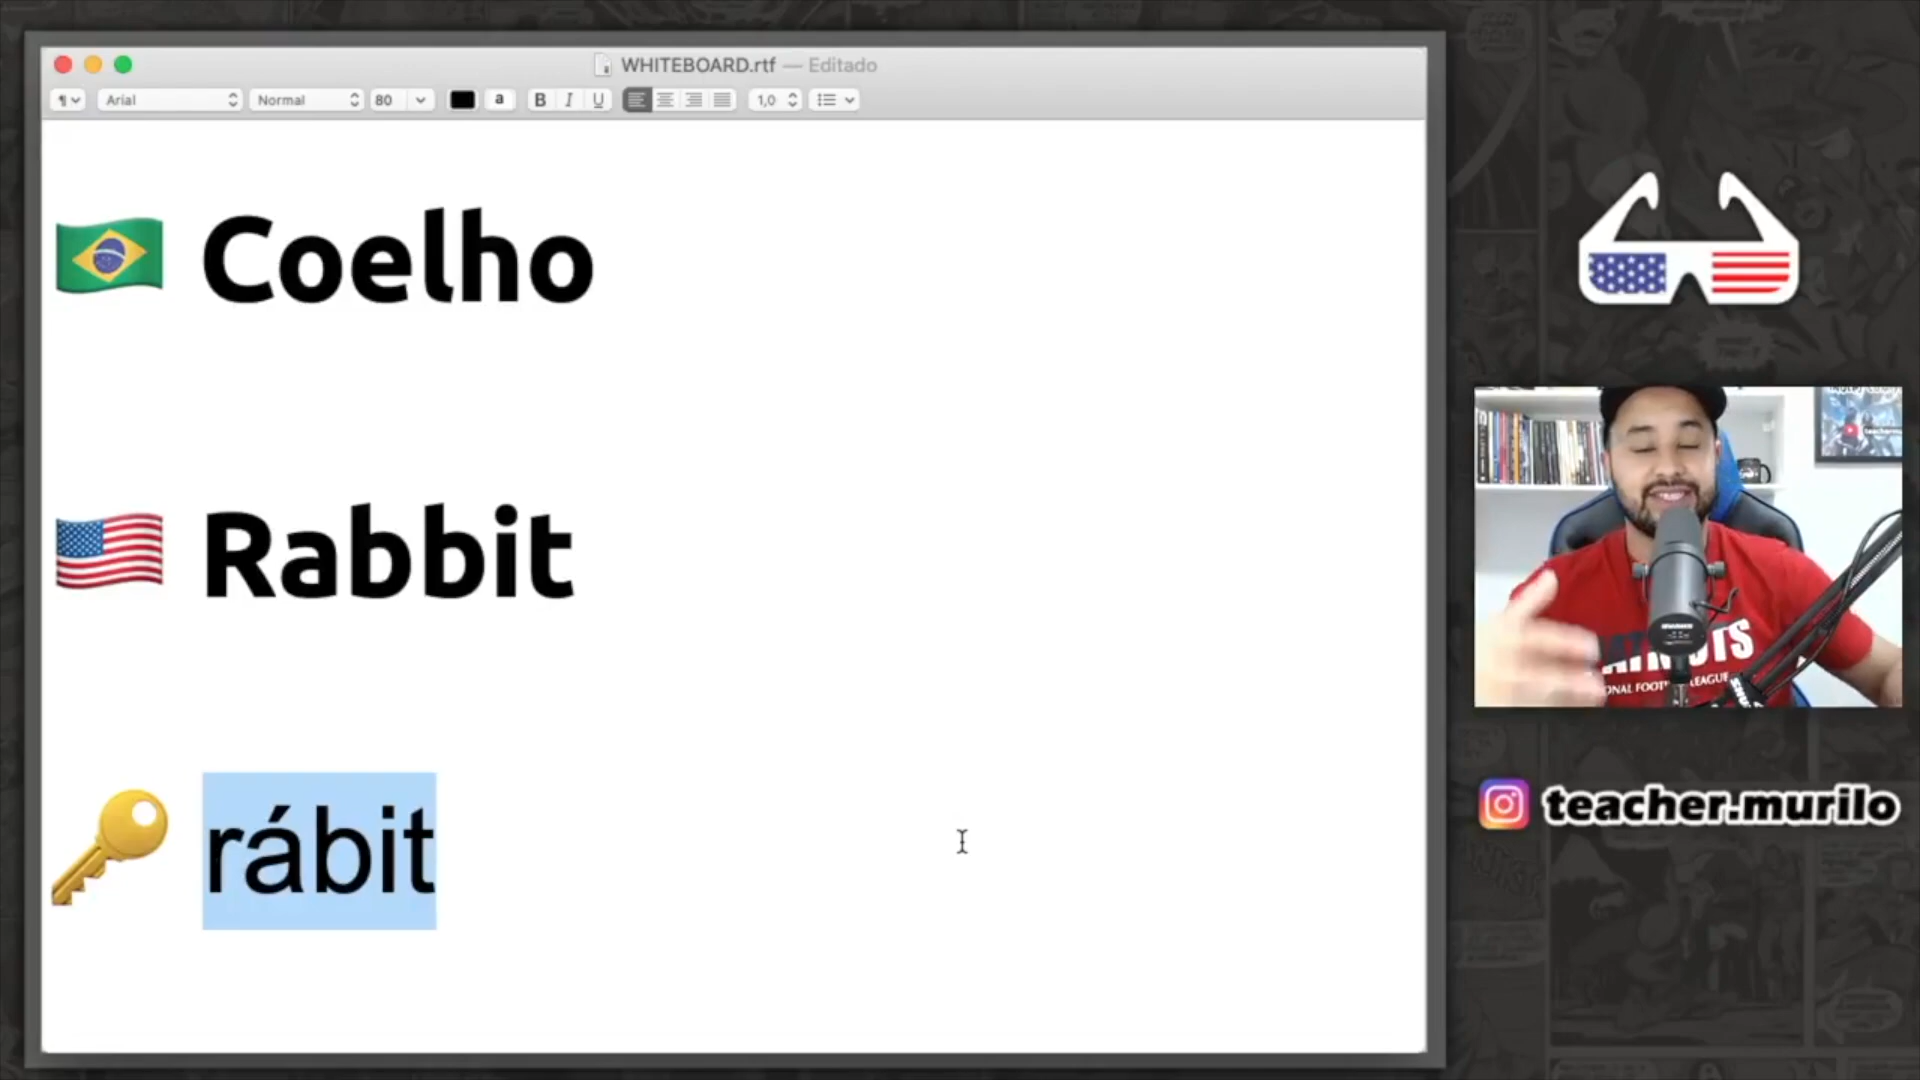 WHITEBOARD.rtf — Editado
¶ Arial Normal 80 a B I U 1,0
Coelho
Rabbit
rábit
teacher.murilo